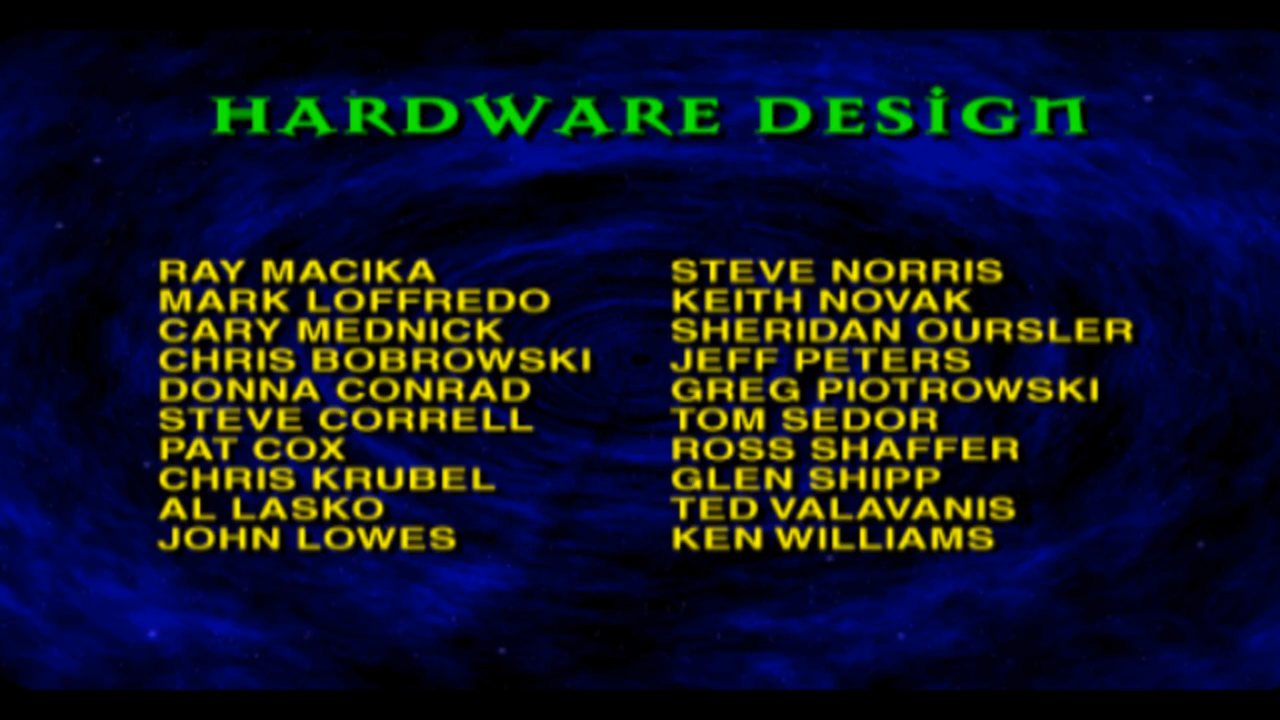 HARDWARE DESIGN
RAY MACIKA
MARK LOFFREDO
CARY MEDNICK
CHRIS BOBROWSKI
DONNA CONRAD
STEVE CORRELL
PAT COX
CHRIS KRUBEL
AL LASKO
JOHN LOWES
STEVE NORRIS
KEITH NOVAK
SHERIDAN OURSLER
JEFF PETERS
GREG PIOTROWSKI
TOM SEDOR
ROSS SHAFFER
GLEN SHIPP
TED VALAVANIS
KEN WILLIAMS